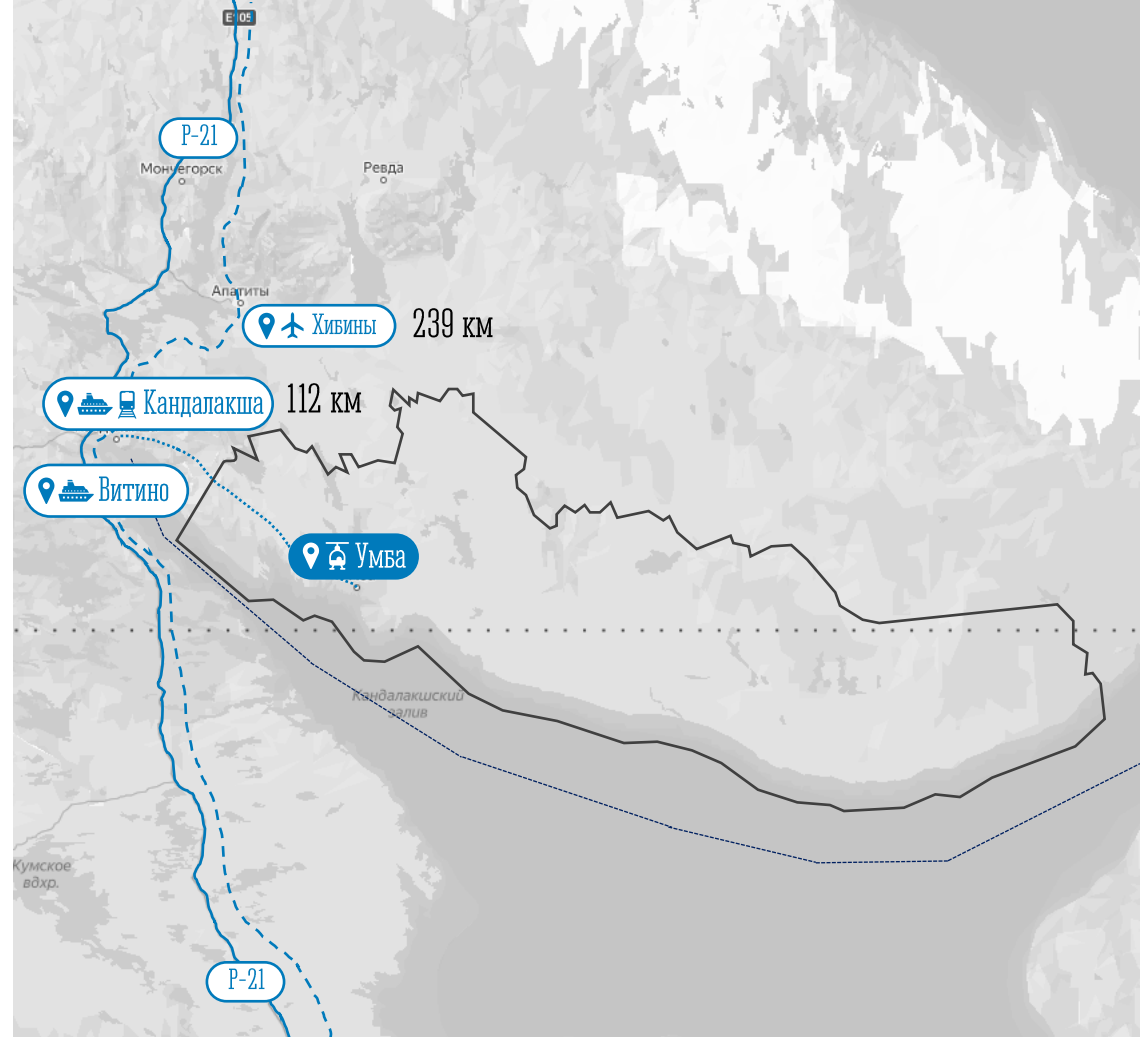 E105
Р-21
Мончегорск
Ревда
Апатиты
Хибины
239 км
Кандалакша
112 км
Витино
Умба
Кандалакшский
залив
Кумское
вдхр.
Р-21